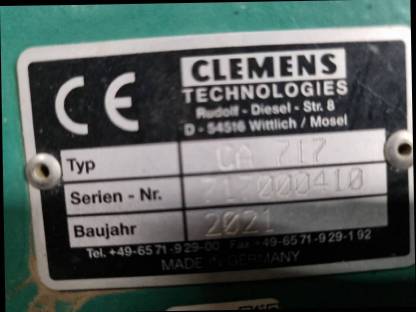 CE
CLEMENS
TECHNOLOGIES
Rudolf - Diesel - Str. 8
D - 54516 Wittlich / Mosel
Typ CA 717
Serien - Nr. 717000410
Baujahr 2021
Tel. +49-6571-929-00 Fax +49-6571-929-192
MADE IN GERMANY